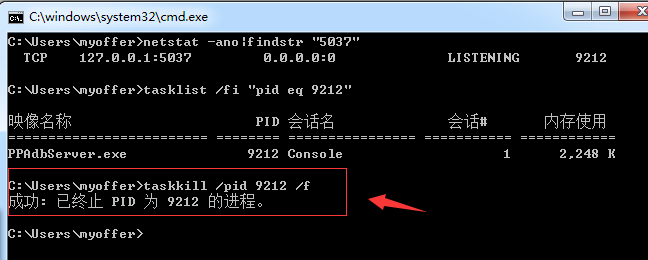 C:\windows\system32\cmd.exe
C:\Users\myoffer>netstat -ano|findstr "5037"
TCP 127.0.0.1:5037 0.0.0.0:0 LISTENING 9212
C:\Users\myoffer>tasklist /fi "pid eq 9212"
映像名称 PID 会话名 会话# 内存使用
========================= ======== ================ =========== ============
PPAdbServer.exe 9212 Console 1 2,248 K
C:\Users\myoffer>taskkill /pid 9212 /f
成功: 已终止 PID 为 9212 的进程。
C:\Users\myoffer>